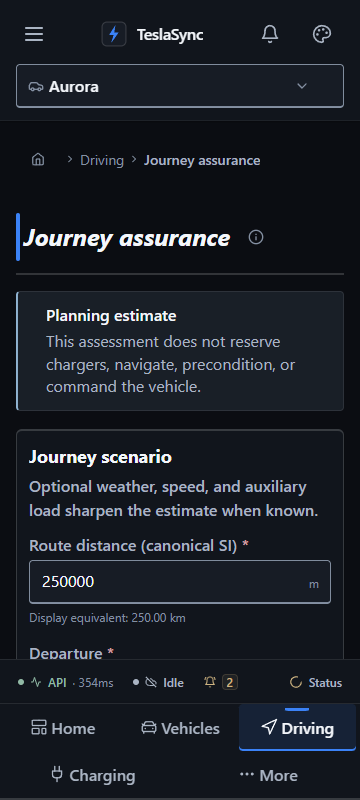 TeslaSync
Aurora
Driving
Journey assurance
Journey assurance
Planning estimate
This assessment does not reserve
chargers, navigate, precondition, or
command the vehicle.
Journey scenario
Optional weather, speed, and auxiliary
load sharpen the estimate when known.
Route distance (canonical SI) *
250000 m
Display equivalent: 250.00 km
Departure *
API · 354ms Idle 2 Status
Home Vehicles Driving
Charging More